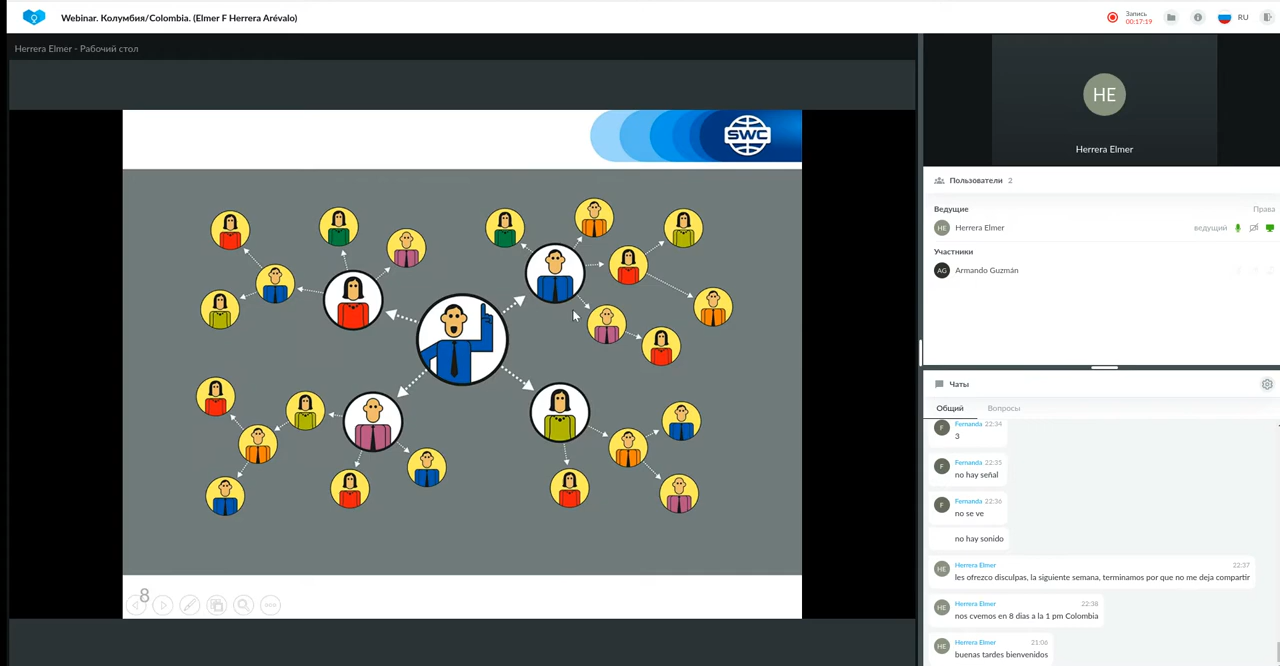 Webinar. Колумбия/Colombia. (Elmer F Herrera Arévalo)
Запись
00:17:19
RU
Herrera Elmer - Рабочий стол
SWC
8
HE
Herrera Elmer
Пользователи 2
Ведущие Права
HE Herrera Elmer ведущий
Участники
AG Armando Guzmán
Чаты
Общий Вопросы
F Fernanda 22:34
3
F Fernanda 22:35
no hay señal
F Fernanda 22:36
no se ve
no hay sonido
HE Herrera Elmer 22:37
les ofrezco disculpas, la siguiente semana, terminamos por que no me deja compartir
HE Herrera Elmer 22:38
nos cvemos en 8 dias a la 1 pm Colombia
HE Herrera Elmer 21:06
buenas tardes bienvenidos